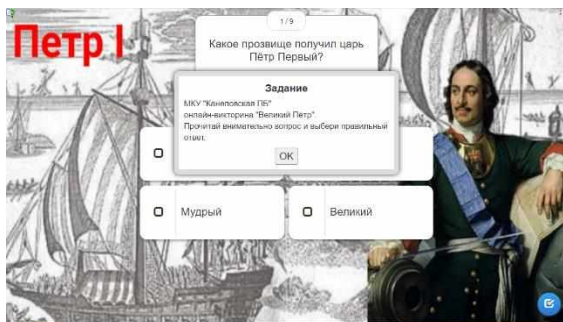 Петр I
1 / 9
Какое прозвище получил царь
Пётр Первый?
Задание
МКУ "Канеловская ПБ"
онлайн-викторина "Великий Петр".
Прочитай внимательно вопрос и выбери правильный
ответ.
OK
Мудрый
Великий